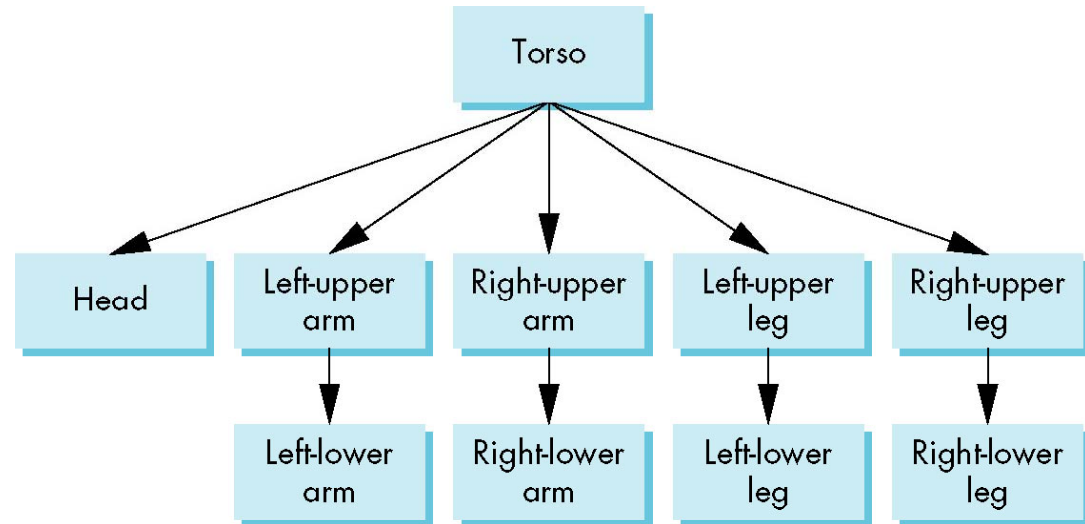 Torso
Head
Left-upper
arm
Right-upper
arm
Left-upper
leg
Right-upper
leg
Left-lower
arm
Right-lower
arm
Left-lower
leg
Right-lower
leg